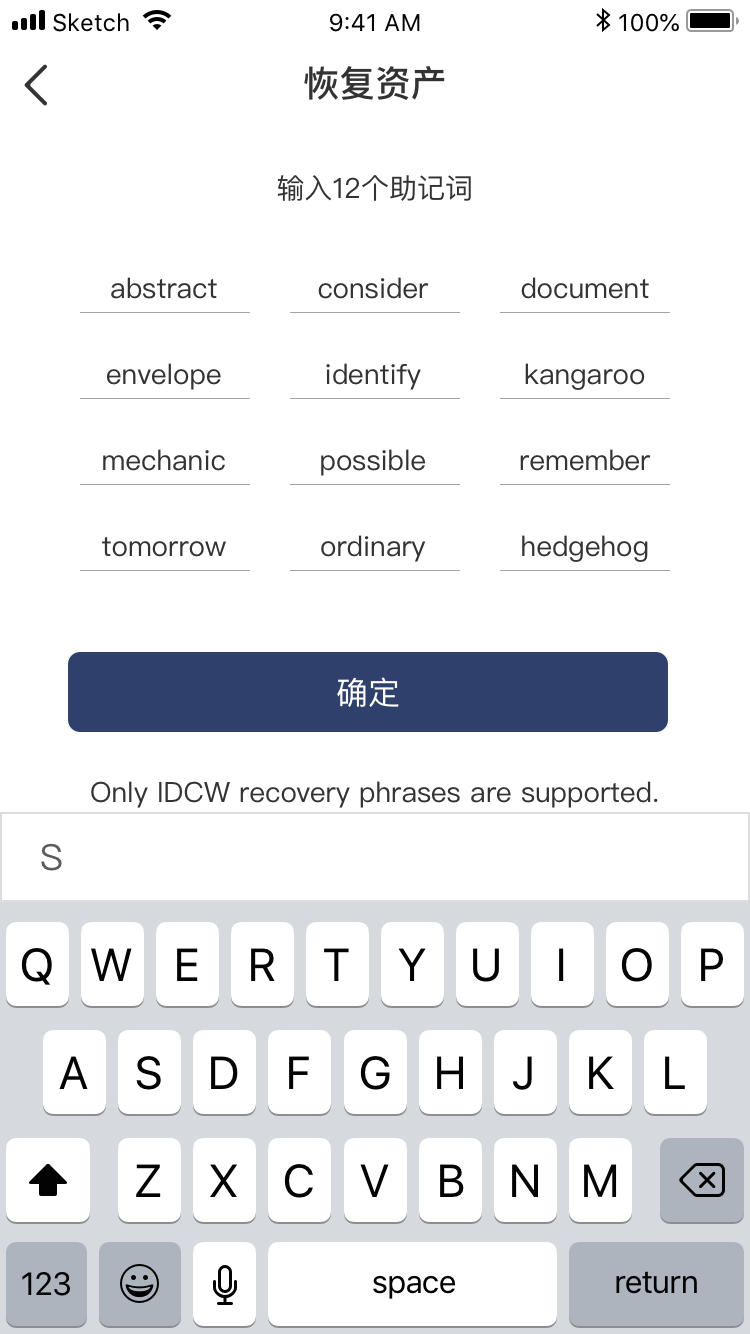 Sketch 9:41 AM 100%
恢复资产
输入12个助记词
abstract consider document
envelope identify kangaroo
mechanic possible remember
tomorrow ordinary hedgehog
确定
Only IDCW recovery phrases are supported.
S
Q W E R T Y U I O P
A S D F G H J K L
Z X C V B N M
123 space return